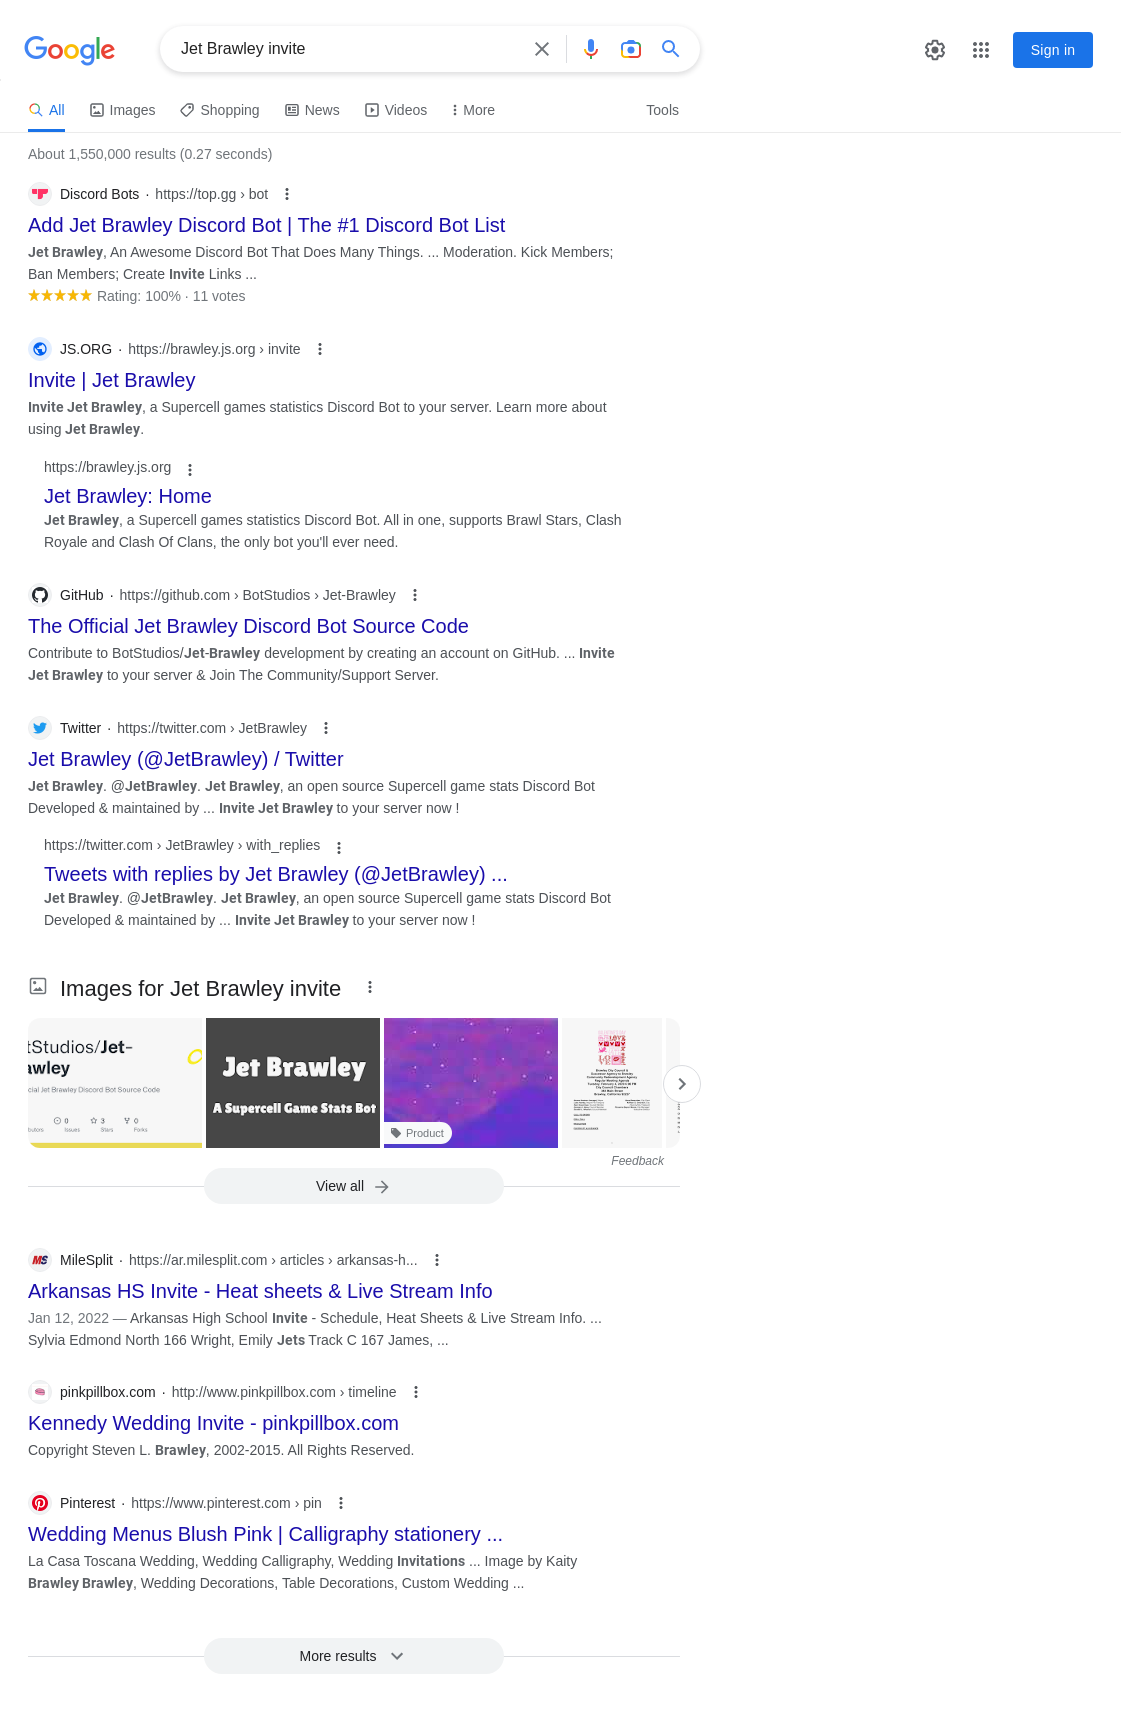 Google
Jet Brawley invite
Sign in
All
Images
Shopping
News
Videos
More
Tools
About 1,550,000 results (0.27 seconds)
Discord Bots · https://top.gg › bot
Add Jet Brawley Discord Bot | The #1 Discord Bot List
Jet Brawley, An Awesome Discord Bot That Does Many Things. ... Moderation. Kick Members;
Ban Members; Create Invite Links ...
Rating: 100% · 11 votes
JS.ORG · https://brawley.js.org › invite
Invite | Jet Brawley
Invite Jet Brawley, a Supercell games statistics Discord Bot to your server. Learn more about
using Jet Brawley.
https://brawley.js.org
Jet Brawley: Home
Jet Brawley, a Supercell games statistics Discord Bot. All in one, supports Brawl Stars, Clash
Royale and Clash Of Clans, the only bot you'll ever need.
GitHub · https://github.com › BotStudios › Jet-Brawley
The Official Jet Brawley Discord Bot Source Code
Contribute to BotStudios/Jet-Brawley development by creating an account on GitHub. ... Invite
Jet Brawley to your server & Join The Community/Support Server.
Twitter · https://twitter.com › JetBrawley
Jet Brawley (@JetBrawley) / Twitter
Jet Brawley. @JetBrawley. Jet Brawley, an open source Supercell game stats Discord Bot
Developed & maintained by ... Invite Jet Brawley to your server now !
https://twitter.com › JetBrawley › with_replies
Tweets with replies by Jet Brawley (@JetBrawley) ...
Jet Brawley. @JetBrawley. Jet Brawley, an open source Supercell game stats Discord Bot
Developed & maintained by ... Invite Jet Brawley to your server now !
Images for Jet Brawley invite
tStudios/Jet-
awley
cial Jet Brawley Discord Bot Source Code
0 3 0
butors Issues Stars Forks
Jet Brawley
A Supercell Game Stats Bot
Product
Feedback
View all
MileSplit · https://ar.milesplit.com › articles › arkansas-h...
Arkansas HS Invite - Heat sheets & Live Stream Info
Jan 12, 2022 — Arkansas High School Invite - Schedule, Heat Sheets & Live Stream Info. ...
Sylvia Edmond North 166 Wright, Emily Jets Track C 167 James, ...
pinkpillbox.com · http://www.pinkpillbox.com › timeline
Kennedy Wedding Invite - pinkpillbox.com
Copyright Steven L. Brawley, 2002-2015. All Rights Reserved.
Pinterest · https://www.pinterest.com › pin
Wedding Menus Blush Pink | Calligraphy stationery ...
La Casa Toscana Wedding, Wedding Calligraphy, Wedding Invitations ... Image by Kaity
Brawley Brawley, Wedding Decorations, Table Decorations, Custom Wedding ...
More results